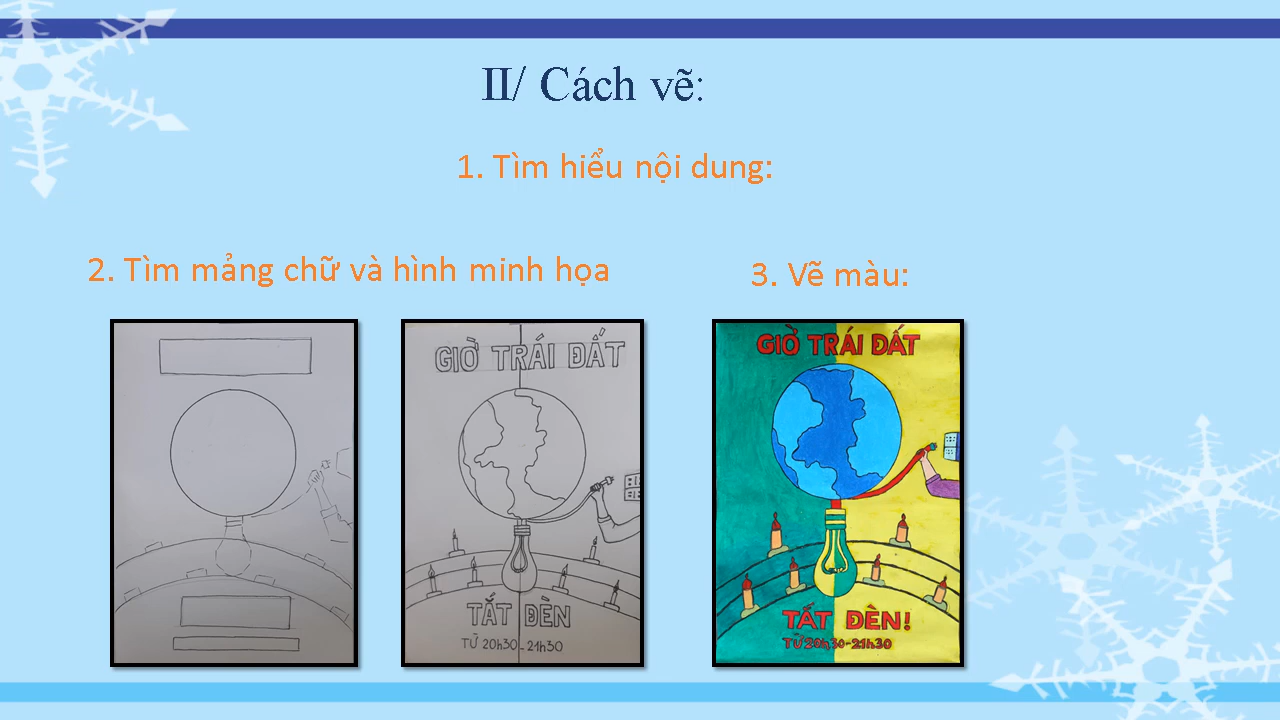 II/ Cách vẽ:
1. Tìm hiểu nội dung:
2. Tìm mảng chữ và hình minh họa
3. Vẽ màu:
GIỜ TRÁI ĐẤT
TẮT ĐÈN
TỪ 20h30-21h30
GIỜ TRÁI ĐẤT
TẮT ĐÈN!
TỪ 20h30-21h30